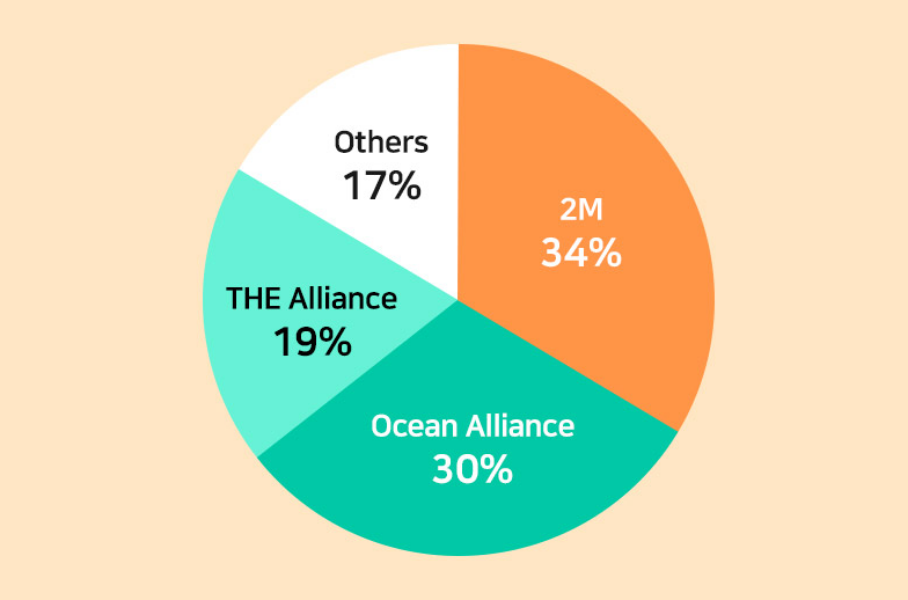 Others
17%
2M
34%
THE Alliance
19%
Ocean Alliance
30%